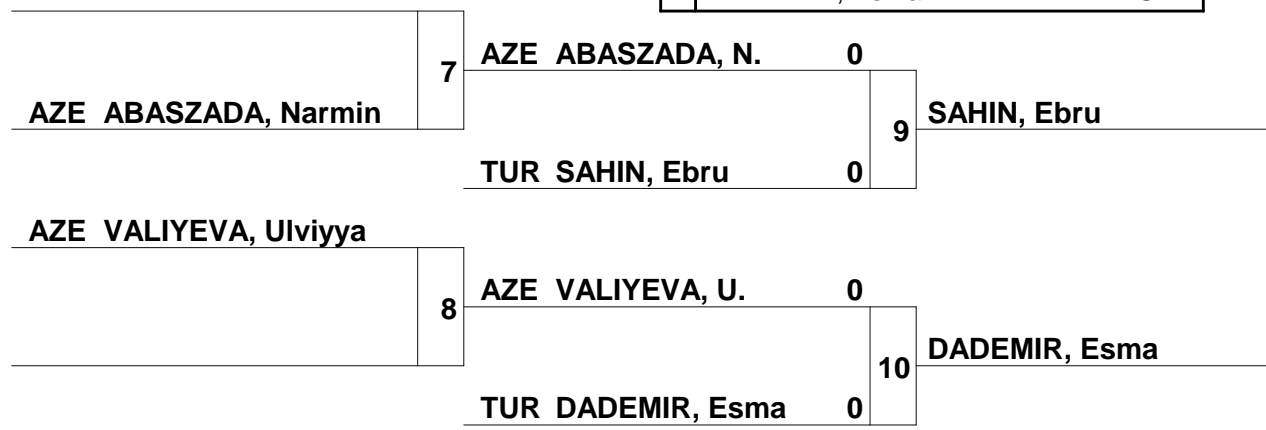 7 AZE ABASZADA, N. 0
AZE ABASZADA, Narmin
9 SAHIN, Ebru
TUR SAHIN, Ebru 0
AZE VALIYEVA, Ulviyya
8 AZE VALIYEVA, U. 0
10 DADEMIR, Esma
TUR DADEMIR, Esma 0